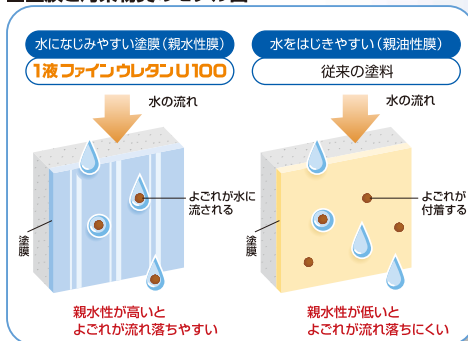 水になじみやすい塗膜(親水性膜)
1液ファインウレタンU100
水の流れ
よごれが水に
流される
塗膜
親水性が高いと
よごれが流れ落ちやすい
水をはじきやすい(親油性膜)
従来の塗料
水の流れ
よごれが
付着する
塗膜
親水性が低いと
よごれが流れ落ちにくい